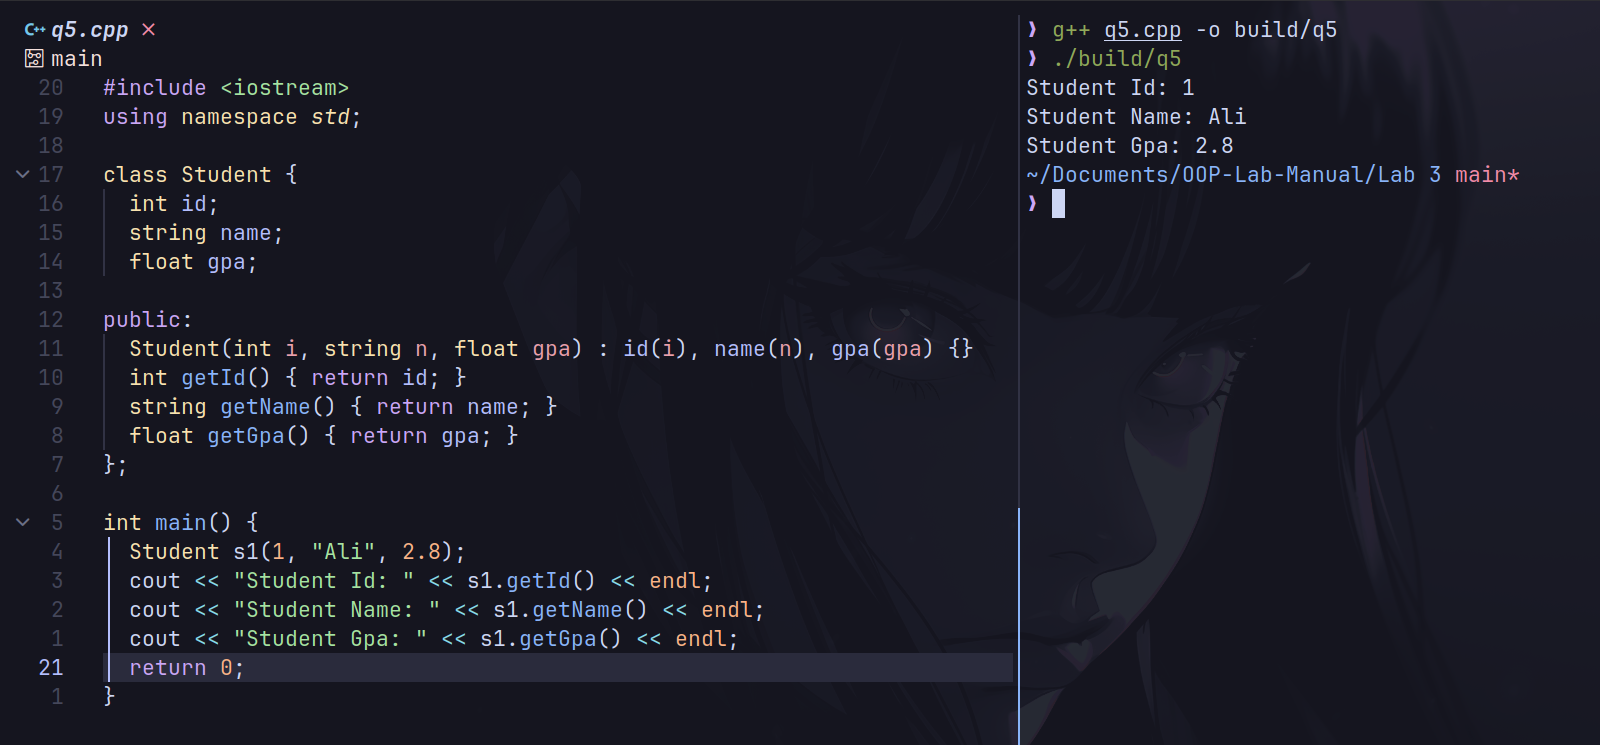 C++ q5.cpp ×
main
20 #include <iostream>
19 using namespace std;
18
17 class Student {
16 int id;
15 string name;
14 float gpa;
13
12 public:
11 Student(int i, string n, float gpa) : id(i), name(n), gpa(gpa) {}
10 int getId() { return id; }
9 string getName() { return name; }
8 float getGpa() { return gpa; }
7 };
6
5 int main() {
4 Student s1(1, "Ali", 2.8);
3 cout << "Student Id: " << s1.getId() << endl;
2 cout << "Student Name: " << s1.getName() << endl;
1 cout << "Student Gpa: " << s1.getGpa() << endl;
21 return 0;
1 }
❯ g++ q5.cpp -o build/q5
❯ ./build/q5
Student Id: 1
Student Name: Ali
Student Gpa: 2.8
~/Documents/OOP-Lab-Manual/Lab 3 main*
❯